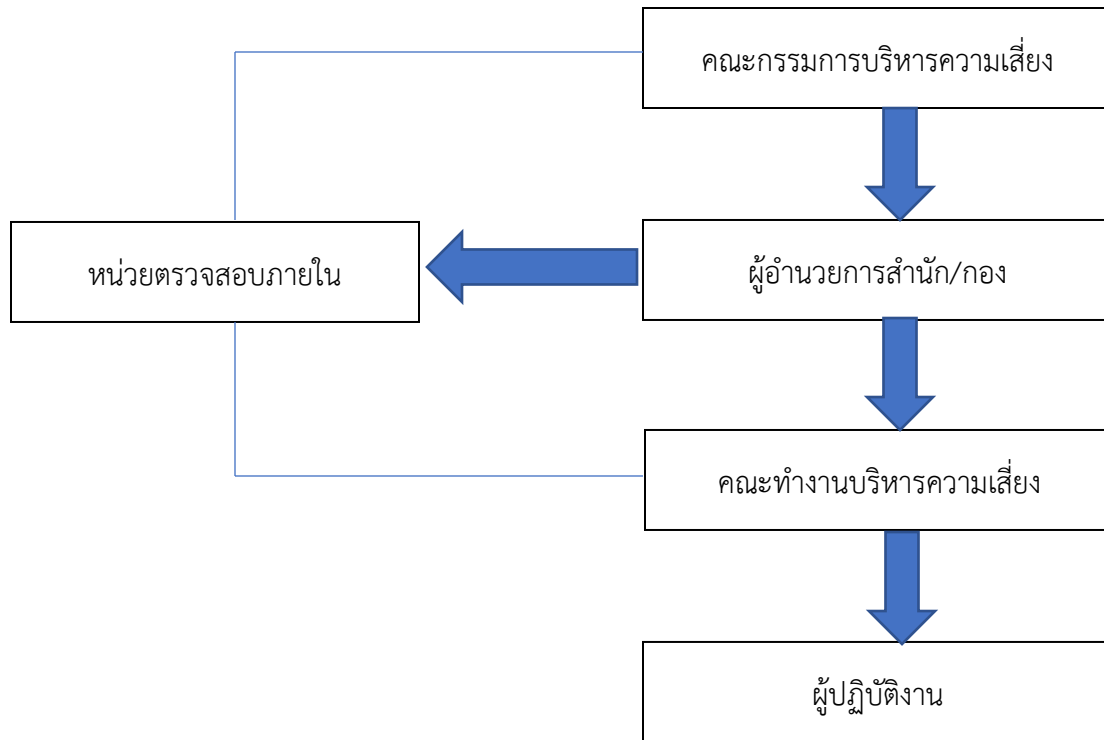 คณะกรรมการบริหารความเสี่ยง
หน่วยตรวจสอบภายใน
ผู้อำนวยการสำนัก/กอง
คณะทำงานบริหารความเสี่ยง
ผู้ปฏิบัติงาน